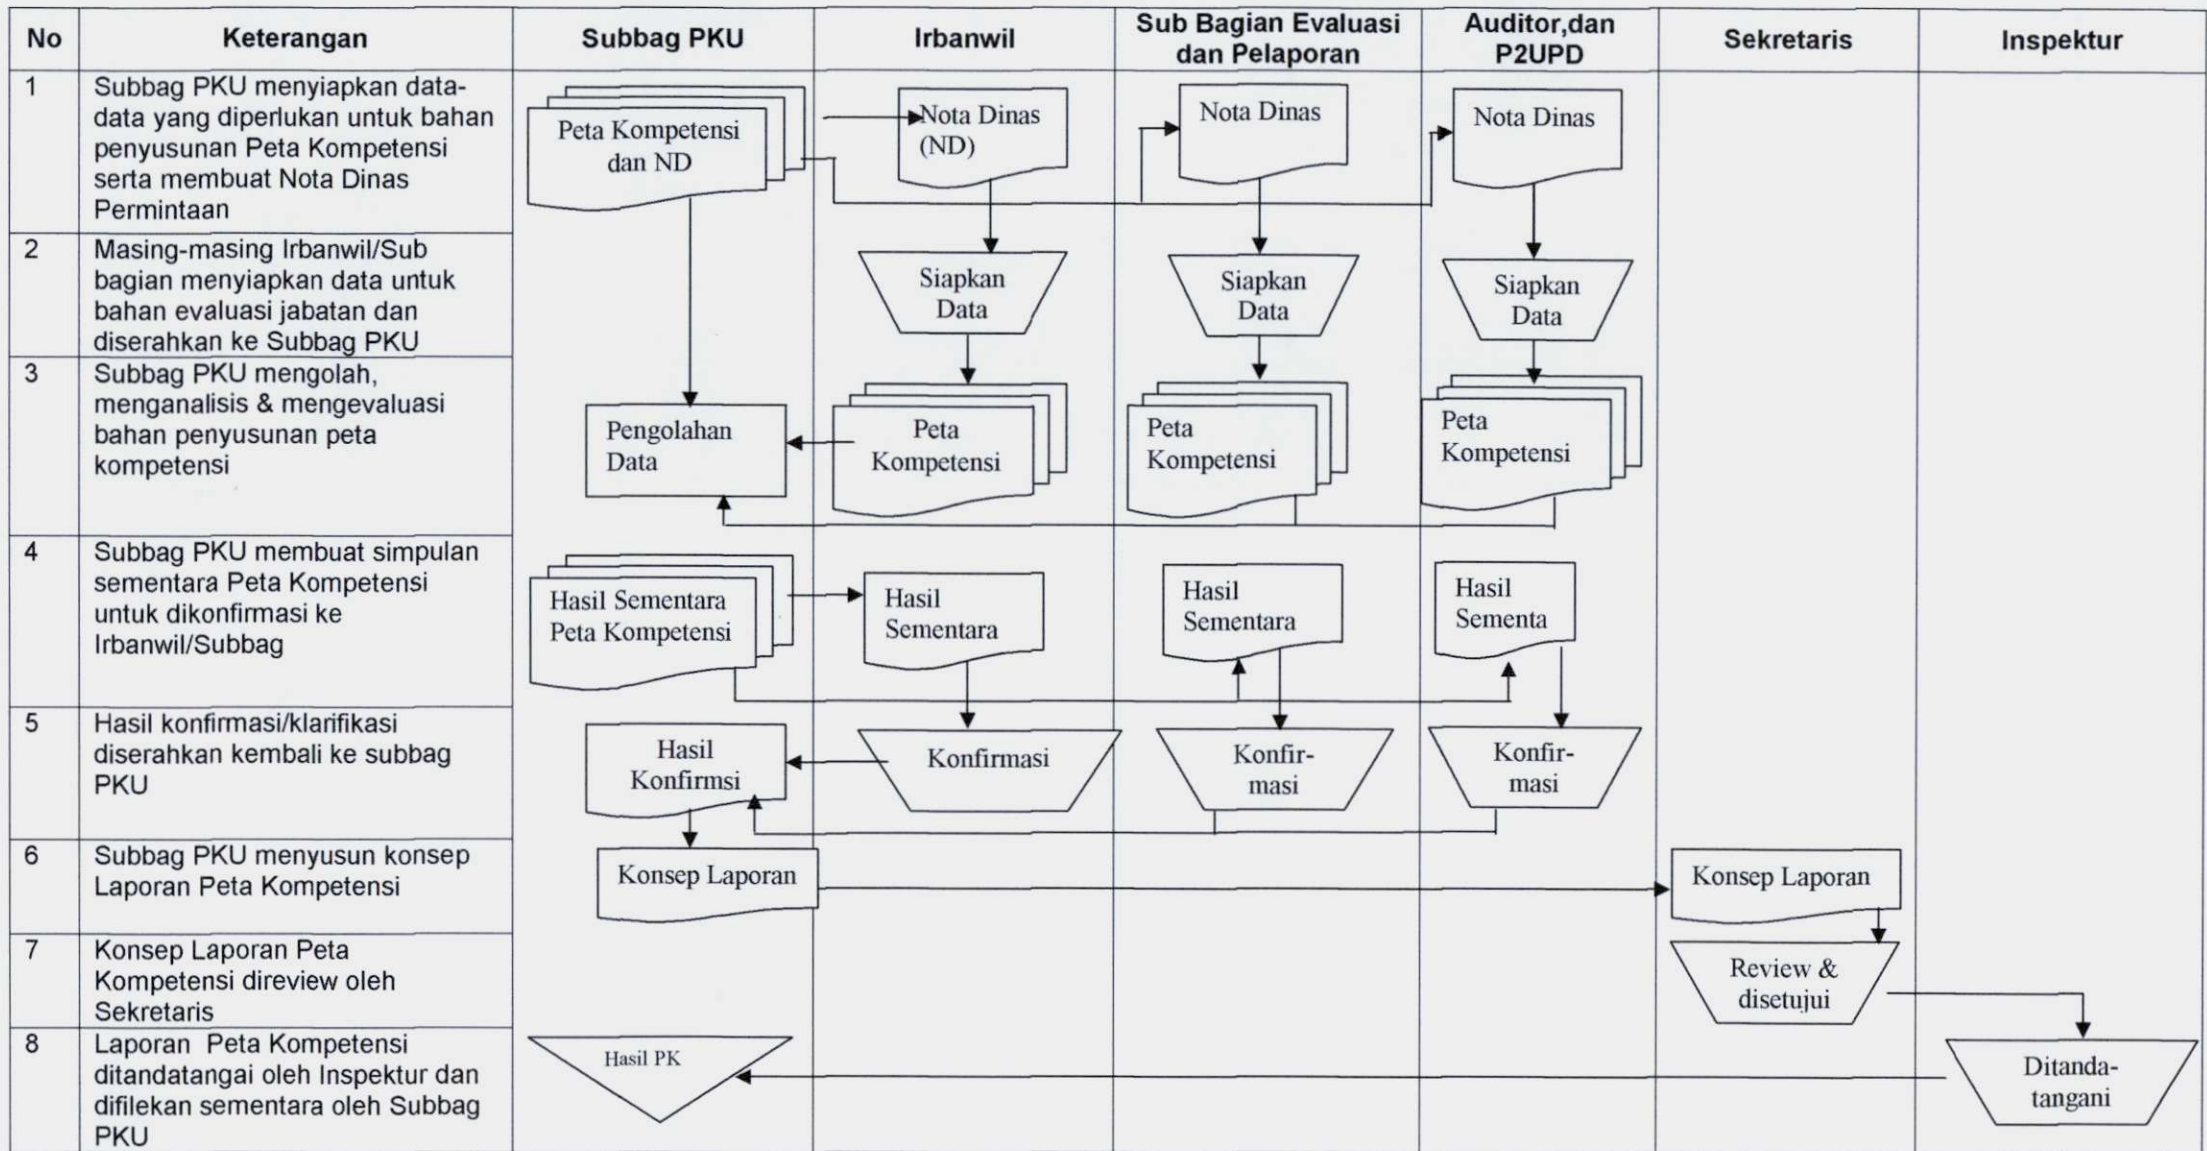 No
Keterangan
Subbag PKU
Irbanwil
Sub Bagian Evaluasi
dan Pelaporan
Auditor,dan
P2UPD
Sekretaris
Inspektur
1
Subbag PKU menyiapkan data-
data yang diperlukan untuk bahan
penyusunan Peta Kompetensi
serta membuat Nota Dinas
Permintaan
Peta Kompetensi
dan ND
Nota Dinas
(ND)
Nota Dinas
Nota Dinas
2
Masing-masing Irbanwil/Sub
bagian menyiapkan data untuk
bahan evaluasi jabatan dan
diserahkan ke Subbag PKU
Siapkan
Data
Siapkan
Data
Siapkan
Data
3
Subbag PKU mengolah,
menganalisis & mengevaluasi
bahan penyusunan peta
kompetensi
Pengolahan
Data
Peta
Kompetensi
Peta
Kompetensi
Peta
Kompetensi
4
Subbag PKU membuat simpulan
sementara Peta Kompetensi
untuk dikonfirmasi ke
Irbanwil/Subbag
Hasil Sementara
Peta Kompetensi
Hasil
Sementara
Hasil
Sementara
Hasil
Sementa
5
Hasil konfirmasi/klarifikasi
diserahkan kembali ke subbag
PKU
Hasil
Konfirmsi
Konfirmasi
Konfir-
masi
Konfir-
masi
6
Subbag PKU menyusun konsep
Laporan Peta Kompetensi
Konsep Laporan
Konsep Laporan
7
Konsep Laporan Peta
Kompetensi direview oleh
Sekretaris
Review &
disetujui
8
Laporan Peta Kompetensi
ditandatangai oleh Inspektur dan
difilekan sementara oleh Subbag
PKU
Hasil PK
Ditanda-
tangani